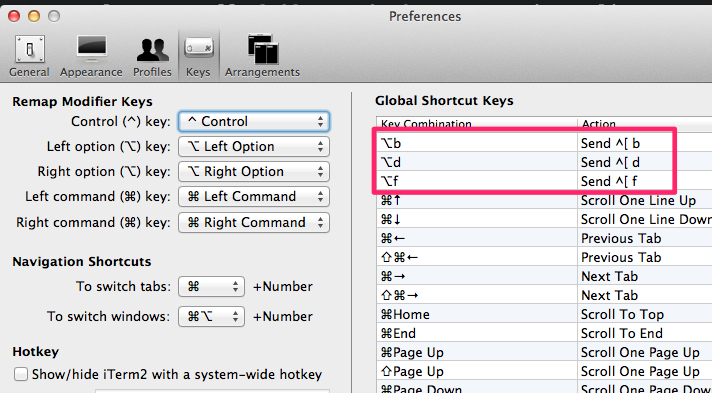 Preferences
General
Appearance
Profiles
Keys
Arrangements
Remap Modifier Keys
Control (^) key: ^ Control
Left option (⌥) key: ⌥ Left Option
Right option (⌥) key: ⌥ Right Option
Left command (⌘) key: ⌘ Left Command
Right command (⌘) key: ⌘ Right Command
Navigation Shortcuts
To switch tabs: ⌘ +Number
To switch windows: ⌘⌥ +Number
Hotkey
Show/hide iTerm2 with a system-wide hotkey
Global Shortcut Keys
Key Combination Action
⌥b Send ^[ b
⌥d Send ^[ d
⌥f Send ^[ f
⌘↑ Scroll One Line Up
⌘↓ Scroll One Line Down
⌘← Previous Tab
⇧⌘← Previous Tab
⌘→ Next Tab
⇧⌘→ Next Tab
⌘Home Scroll To Top
⌘End Scroll To End
⌘Page Up Scroll One Page Up
⇧Page Up Scroll One Page Up
⌘Page Down Scroll One Page Down